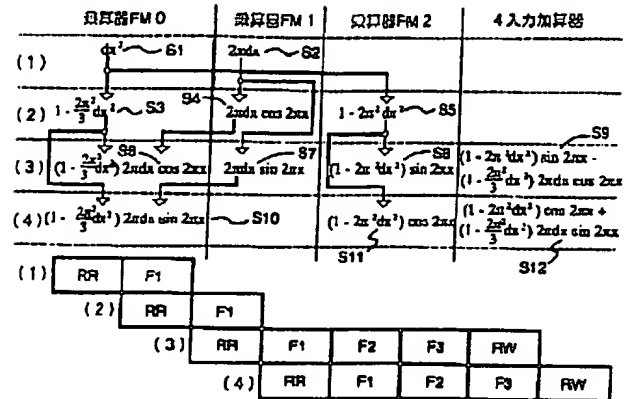 乗算器FM 0 乗算器FM 1 乗算器FM 2 4入力加算器
(1) dx² S1 2πdx S2
(2) 1 - 2π²/3 dx² S3 S4 2πdx cos 2πx 1 - 2π² dx² S5
S6 S7 S8 S9
(3) (1 - 2π²/3 dx²) 2πdx cos 2πx 2πdx sin 2πx (1 - 2π²dx²) sin 2πx (1 - 2π²dx²) sin 2πx -
(1 - 2π²/3 dx²) 2πdx cos 2πx
(4) (1 - 2π²/3 dx²) 2πdx sin 2πx S10 (1 - 2π²dx²) cos 2πx (1 - 2π²dx²) cos 2πx +
(1 - 2π²/3 dx²) 2πdx sin 2πx
S11 S12
(1) RR F1
(2) RR F1
(3) RR F1 F2 F3 RW
(4) RR F1 F2 F3 RW